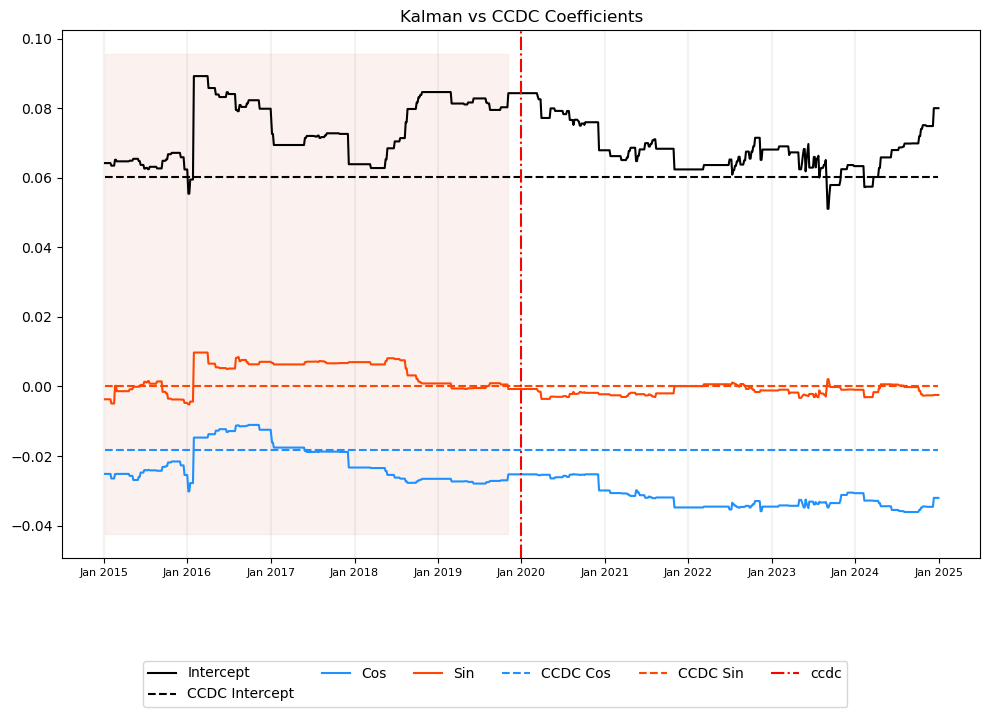 Kalman vs CCDC Coefficients
0.10
0.08
0.06
0.04
0.02
0.00
−0.02
−0.04
Jan 2015 Jan 2016 Jan 2017 Jan 2018 Jan 2019 Jan 2020 Jan 2021 Jan 2022 Jan 2023 Jan 2024 Jan 2025
Intercept Cos Sin CCDC Cos CCDC Sin ccdc
CCDC Intercept